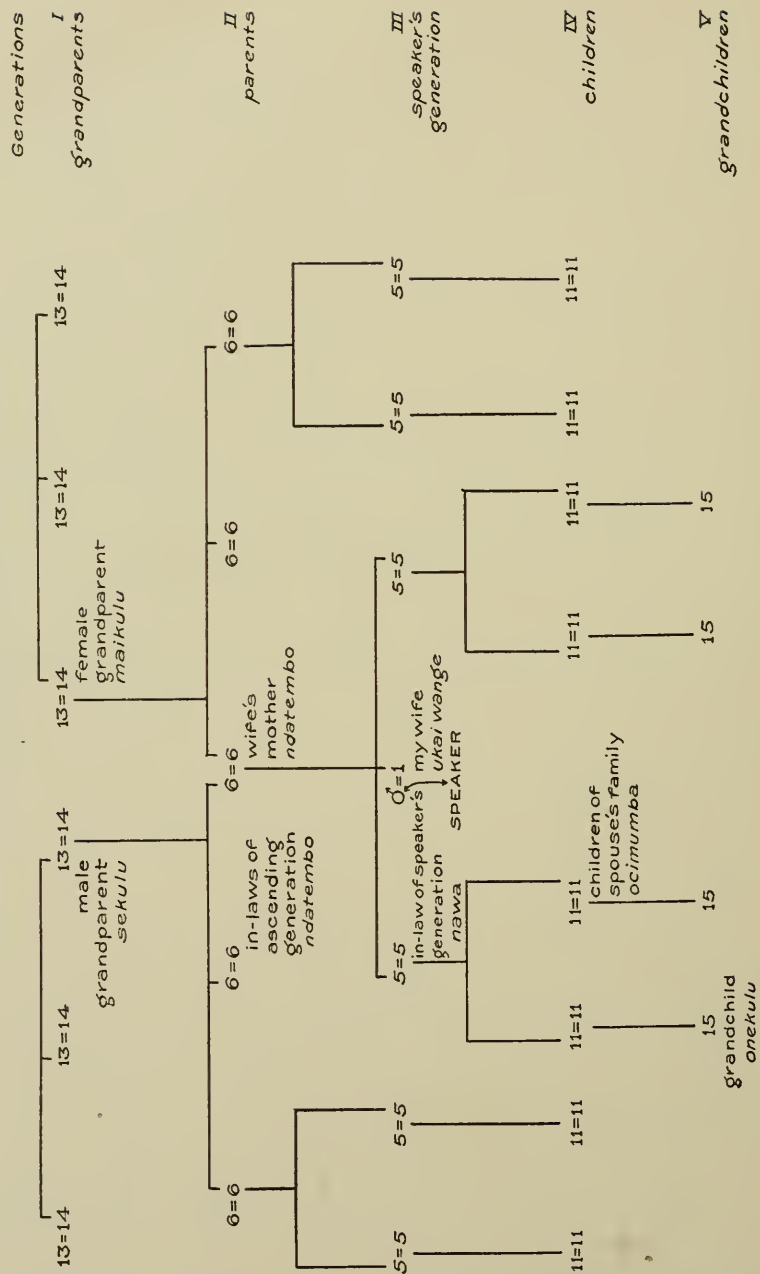 Generations
I
grandparents
13=14 13=14 13=14 13=14 13=14 13=14
male
grandparent
sekulu
female
grandparent
maikulu
II
parents
6=6 6=6 6=6 6=6 6=6
in-laws of
ascending
generation
ndatembo
wife's
mother
ndatembo
III
speaker's
generation
5=5 5=5 5=5 ♂=1 5=5 5=5 5=5
in-law of speaker's
generation
nawa
my wife
ukai wange
SPEAKER
IV
children
11=11 11=11 11=11 11=11 11=11 11=11 11=11 11=11
children of
spouse's family
ocimumba
V
grandchildren
15 15 15 15
grandchild
onekulu